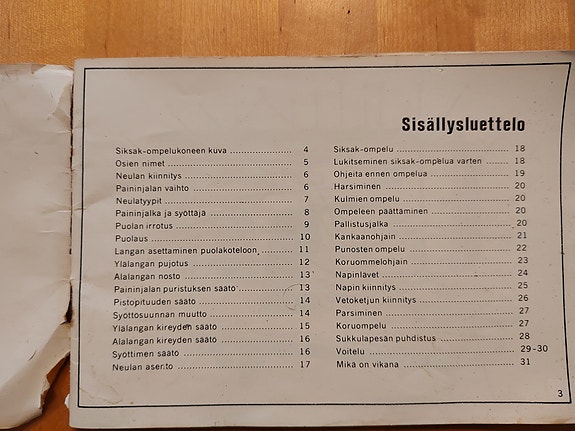 Sisällysluettelo
Siksak-ompelukoneen kuva 4
Osien nimet 5
Neulan kiinnitys 6
Paininjalan vaihto 6
Neulatyypit 7
Paininjalka ja syöttäjä 8
Puolan irrotus 9
Puolaus 10
Langan asettaminen puolakoteloon 11
Ylälangan pujotus 12
Alalangan nosto 13
Paininjalan puristuksen säätö 13
Pistopituuden säätö 14
Syöttösuunnan muutto 14
Ylälangan kireyden säätö 15
Alalangan kireyden säätö 16
Syöttimen säätö 16
Neulan asento 17
Siksak-ompelu 18
Lukitseminen siksak-ompelua varten 18
Ohjeita ennen ompelua 19
Harsiminen 20
Kulmien ompelu 20
Ompeleen päättäminen 20
Pallistusjalka 20
Kankaanohjain 21
Punosten ompelu 22
Koruommelohjain 23
Napinlävet 24
Napin kiinnitys 25
Vetoketjun kiinnitys 26
Parsiminen 27
Koruompelu 27
Sukkulapesän puhdistus 28
Voitelu 29-30
Mikä on vikana 31
3